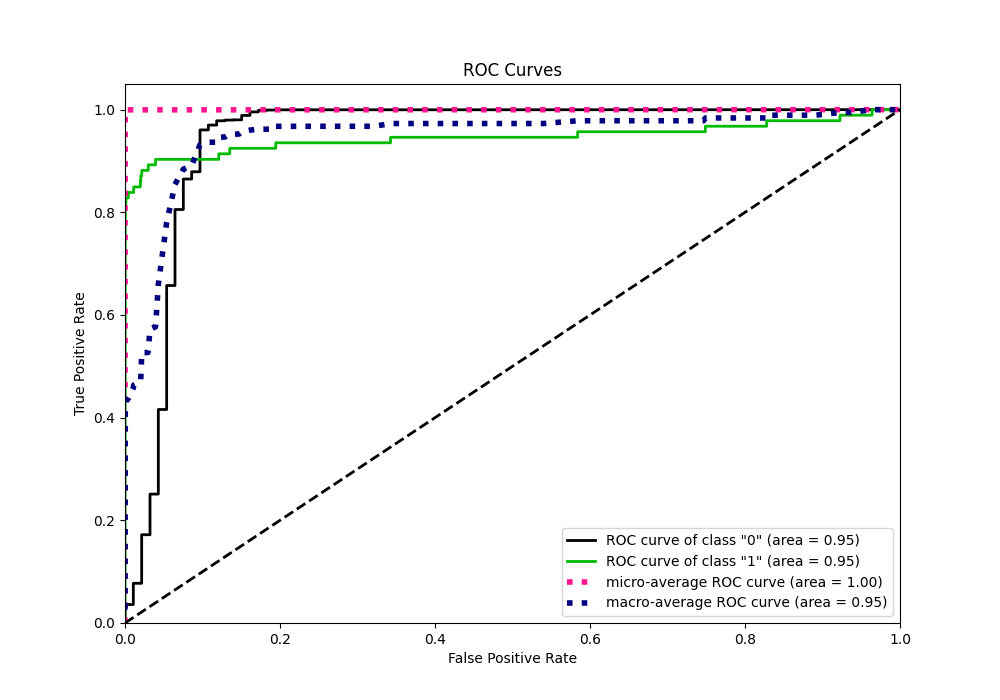 ROC Curves
True Positive Rate
1.0
0.8
0.6
0.4
0.2
0.0
ROC curve of class "0" (area = 0.95)
ROC curve of class "1" (area = 0.95)
micro-average ROC curve (area = 1.00)
macro-average ROC curve (area = 0.95)
0.0 0.2 0.4 0.6 0.8 1.0
False Positive Rate